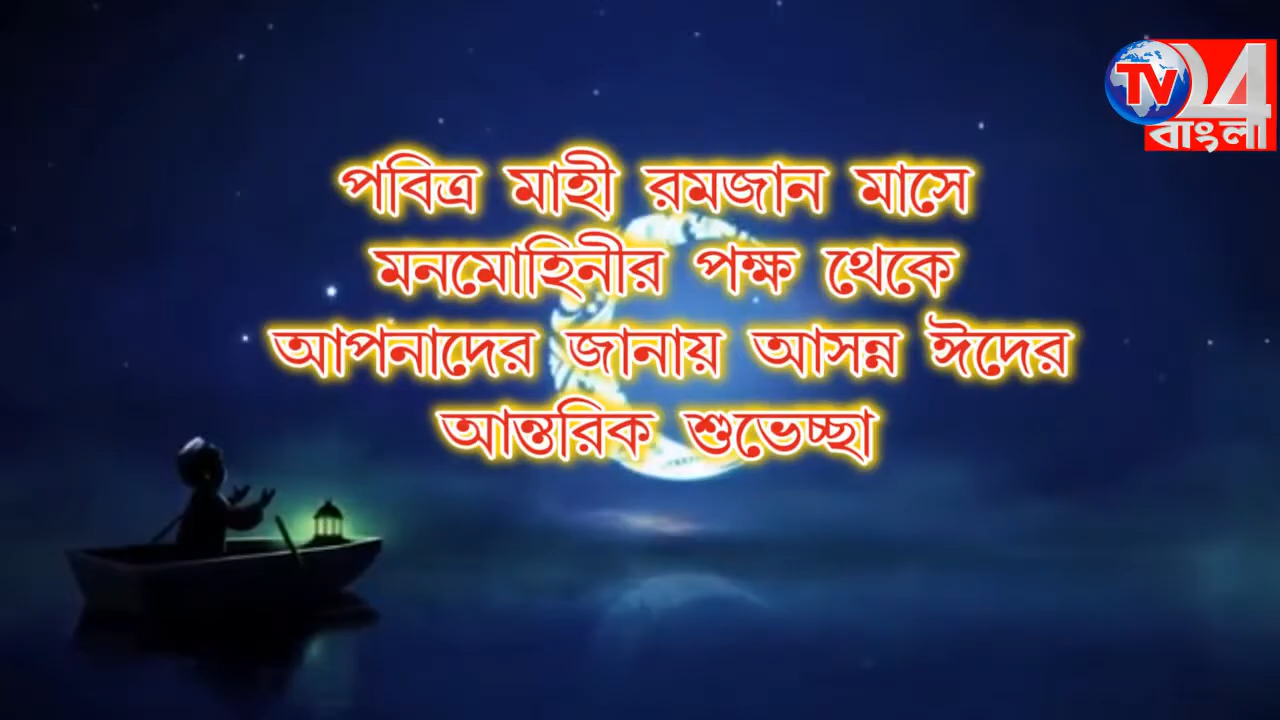 TV 24
বাংলা
পবিত্র মাহী রমজান মাসে
মনমোহিনীর পক্ষ থেকে
আপনাদের জানায় আসন্ন ঈদের
আন্তরিক শুভেচ্ছা